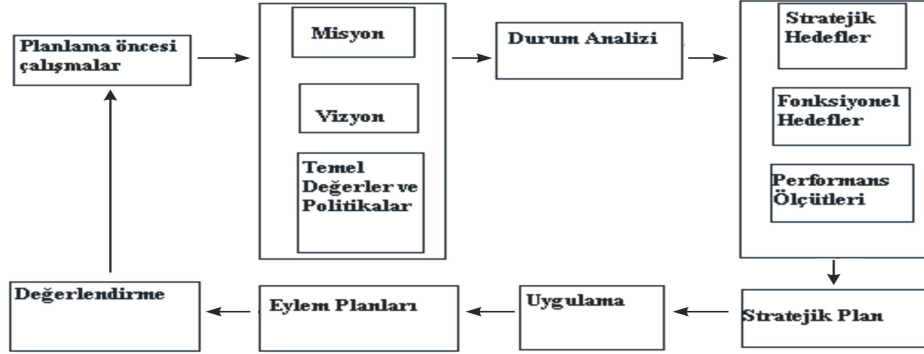 Planlama öncesi
çalışmalar
Misyon
Vizyon
Temel
Değerler ve
Politikalar
Durum Analizi
Stratejik
Hedefler
Fonksiyonel
Hedefler
Performans
Ölçütleri
Stratejik Plan
Uygulama
Eylem Planları
Değerlendirme